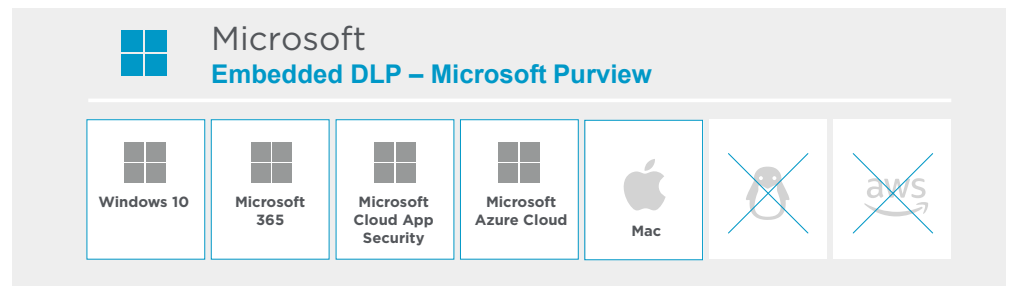 Microsoft
Embedded DLP – Microsoft Purview
Windows 10
Microsoft
365
Microsoft
Cloud App
Security
Microsoft
Azure Cloud
Mac
aws